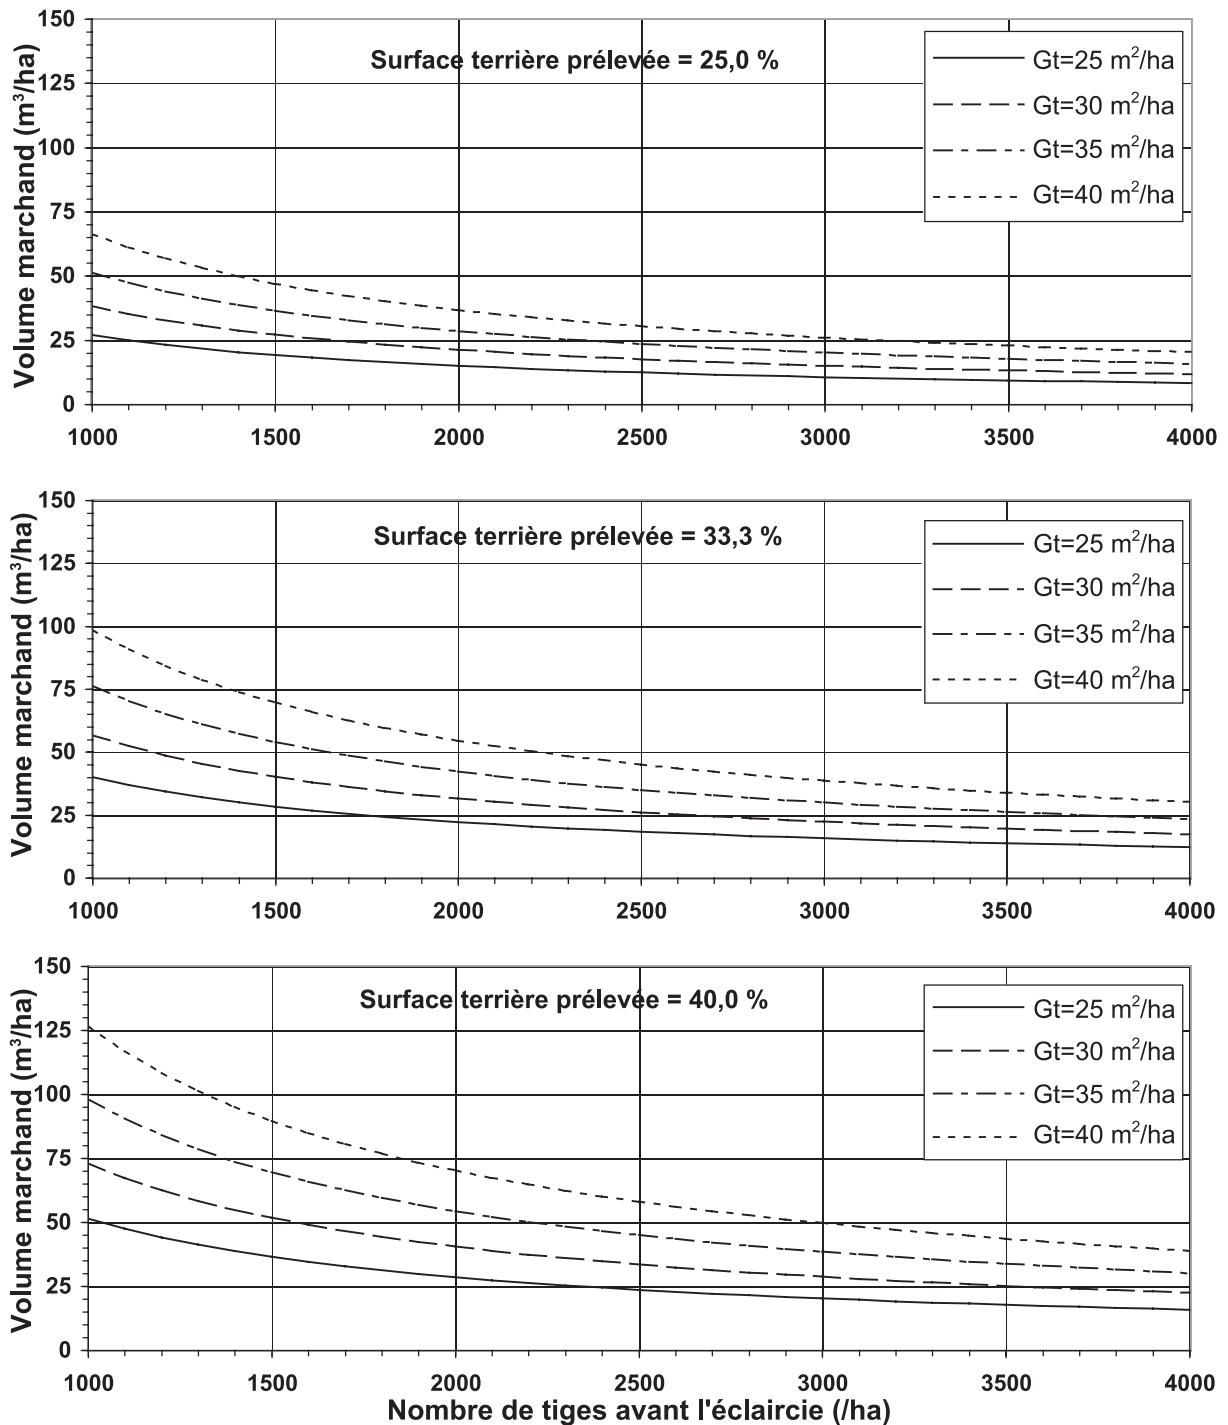 Volume marchand (m³/ha)
150
125
100
75
50
25
0
Surface terrière prélevée = 25,0 %
Gt=25 m²/ha
Gt=30 m²/ha
Gt=35 m²/ha
Gt=40 m²/ha
1000 1500 2000 2500 3000 3500 4000
Volume marchand (m³/ha)
150
125
100
75
50
25
0
Surface terrière prélevée = 33,3 %
Gt=25 m²/ha
Gt=30 m²/ha
Gt=35 m²/ha
Gt=40 m²/ha
1000 1500 2000 2500 3000 3500 4000
Volume marchand (m³/ha)
150
125
100
75
50
25
0
Surface terrière prélevée = 40,0 %
Gt=25 m²/ha
Gt=30 m²/ha
Gt=35 m²/ha
Gt=40 m²/ha
1000 1500 2000 2500 3000 3500 4000
Nombre de tiges avant l'éclaircie (/ha)